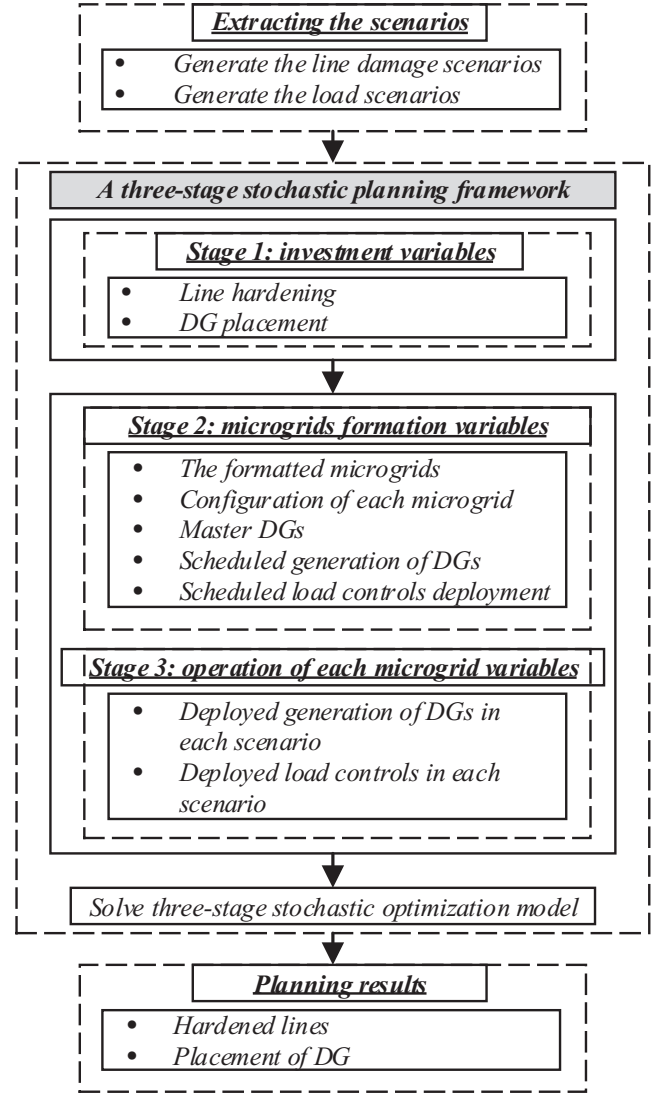 Extracting the scenarios
• Generate the line damage scenarios
• Generate the load scenarios
A three-stage stochastic planning framework
Stage 1: investment variables
• Line hardening
• DG placement
Stage 2: microgrids formation variables
• The formatted microgrids
• Configuration of each microgrid
• Master DGs
• Scheduled generation of DGs
• Scheduled load controls deployment
Stage 3: operation of each microgrid variables
• Deployed generation of DGs in
each scenario
• Deployed load controls in each
scenario
Solve three-stage stochastic optimization model
Planning results
• Hardened lines
• Placement of DG